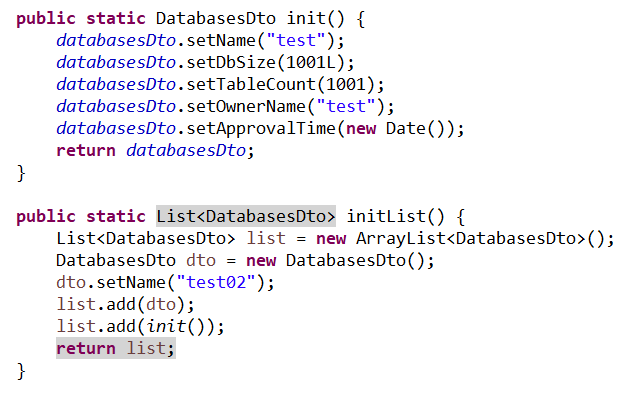 public static DatabasesDto init() {
    databasesDto.setName("test");
    databasesDto.setDbSize(1001L);
    databasesDto.setTableCount(1001);
    databasesDto.setOwnerName("test");
    databasesDto.setApprovalTime(new Date());
    return databasesDto;
}

public static List<DatabasesDto> initList() {
    List<DatabasesDto> list = new ArrayList<DatabasesDto>();
    DatabasesDto dto = new DatabasesDto();
    dto.setName("test02");
    list.add(dto);
    list.add(init());
    return list;
}